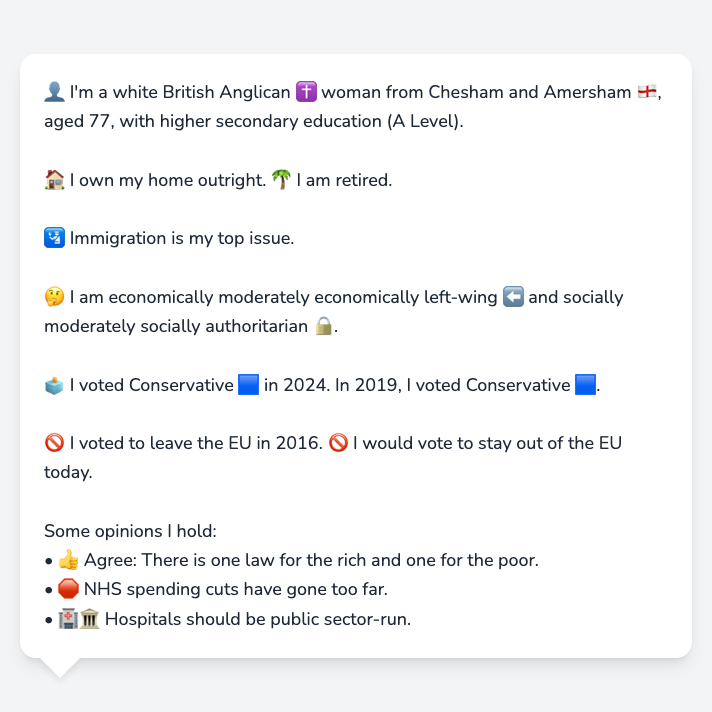 👤 I'm a white British Anglican ✝️ woman from Chesham and Amersham 🏴󠁧󠁢󠁥󠁮󠁧󠁿,
aged 77, with higher secondary education (A Level).
🏠 I own my home outright. 🌴 I am retired.
🛂 Immigration is my top issue.
🤔 I am economically moderately economically left-wing ⬅️ and socially
moderately socially authoritarian 🔒.
🗳️ I voted Conservative 🟦 in 2024. In 2019, I voted Conservative 🟦.
🚫 I voted to leave the EU in 2016. 🚫 I would vote to stay out of the EU
today.
Some opinions I hold:
• 👍 Agree: There is one law for the rich and one for the poor.
• 🛑 NHS spending cuts have gone too far.
• 🏥🏛️ Hospitals should be public sector-run.